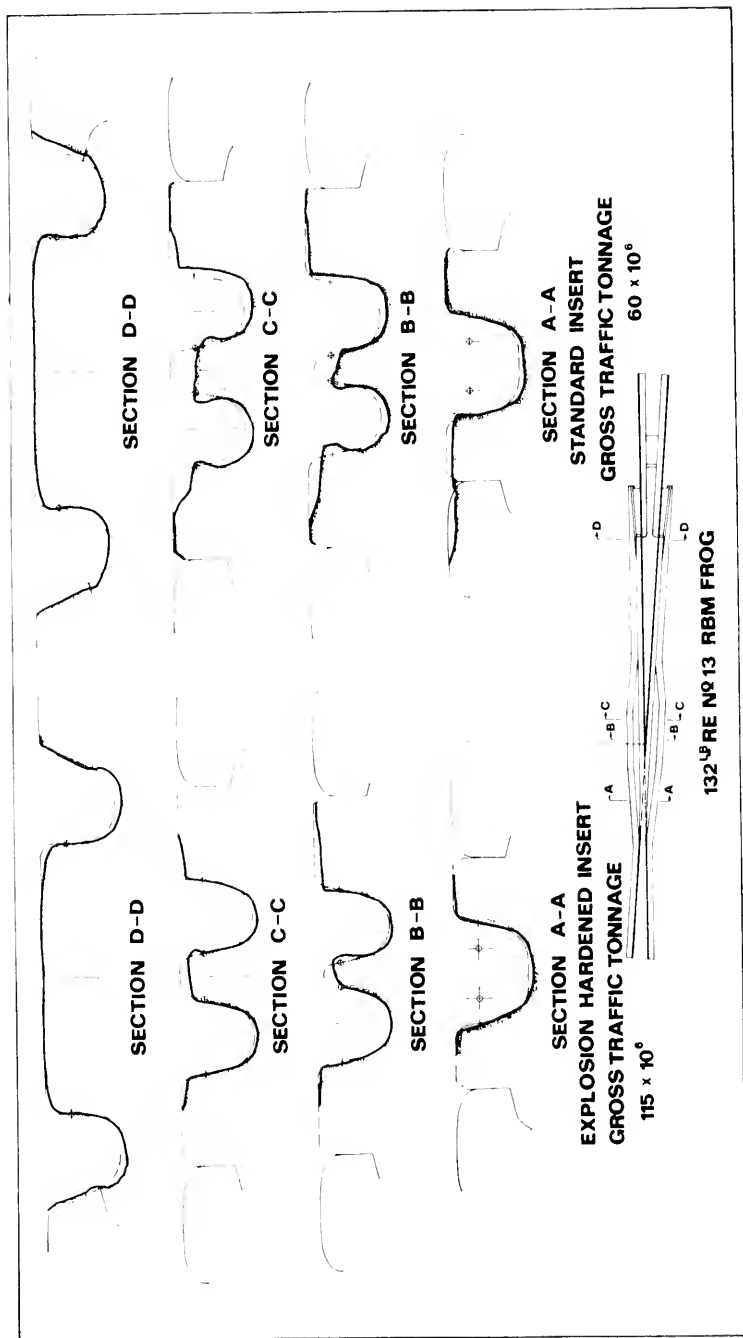 SECTION D-D
SECTION C-C
SECTION B-B
SECTION A-A
EXPLOSION HARDENED INSERT
GROSS TRAFFIC TONNAGE
115 x 10⁶
SECTION D-D
SECTION C-C
SECTION B-B
SECTION A-A
STANDARD INSERT
GROSS TRAFFIC TONNAGE
60 x 10⁶
A
B
C
D
A
B
C
D
132 LB RE Nº 13 RBM FROG